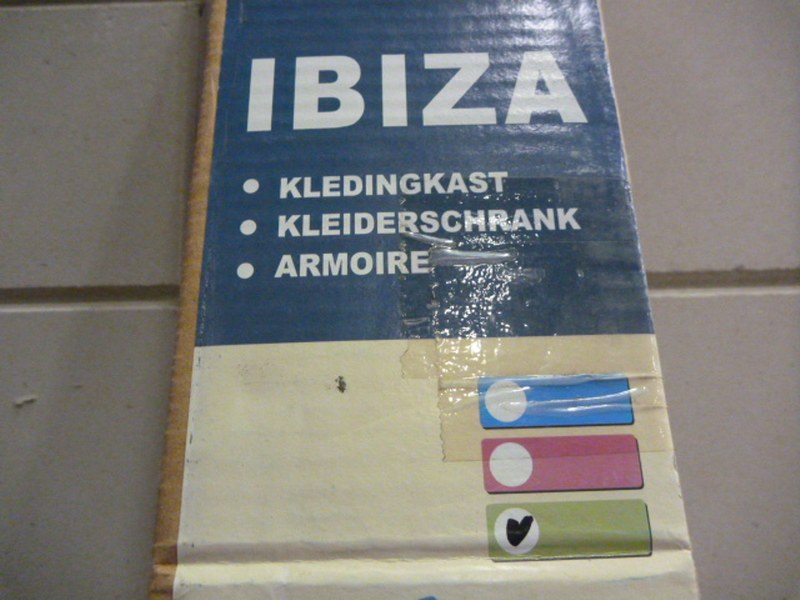 IBIZA
• KLEDINGKAST
• KLEIDERSCHRANK
• ARMOIRE